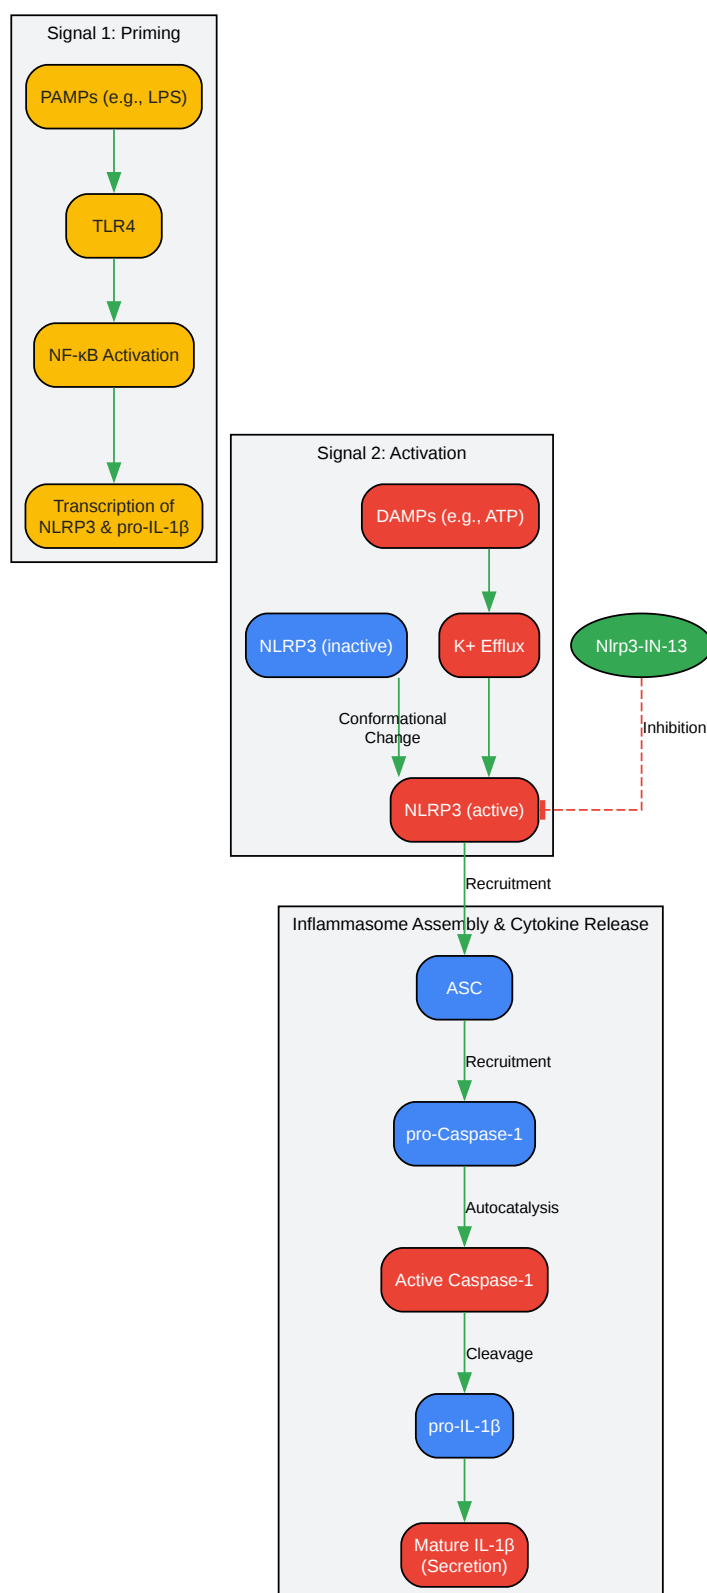 Signal 1: Priming
PAMPs (e.g., LPS)
TLR4
NF-κB Activation
Transcription of
NLRP3 & pro-IL-1β
Signal 2: Activation
DAMPs (e.g., ATP)
NLRP3 (inactive)
K+ Efflux
Nlrp3-IN-13
Conformational
Change
Inhibition
NLRP3 (active)
Recruitment
Inflammasome Assembly & Cytokine Release
ASC
Recruitment
pro-Caspase-1
Autocatalysis
Active Caspase-1
Cleavage
pro-IL-1β
Mature IL-1β
(Secretion)